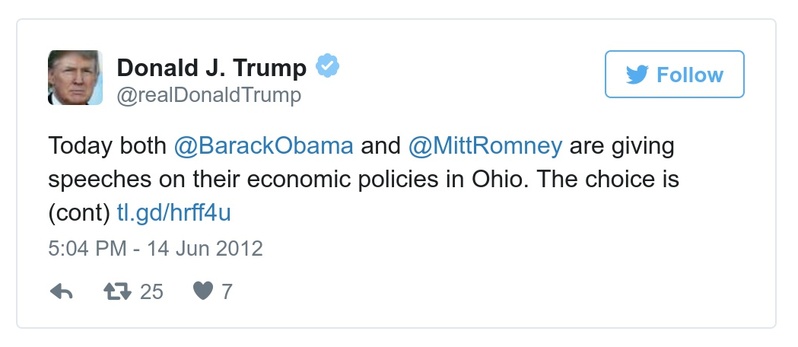 Donald J. Trump
@realDonaldTrump
Follow
Today both @BarackObama and @MittRomney are giving
speeches on their economic policies in Ohio. The choice is
(cont) tl.gd/hrff4u
5:04 PM - 14 Jun 2012
25 7